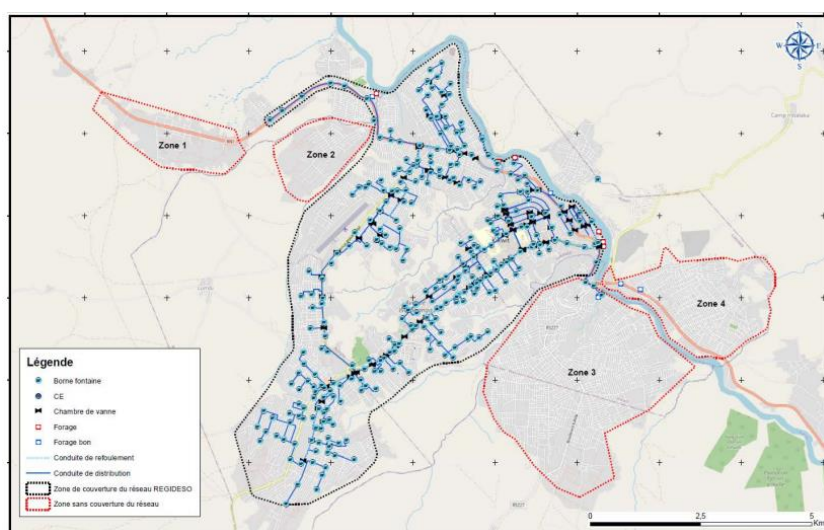 N
W
E
S
Zone 1
Zone 2
Zone 3
Zone 4
Légende
Borne fontaine
CE
Chambre de vanne
Forage
Forage bon
Conduite de refoulement
Conduite de distribution
Zone de couverture du réseau REGIDESO
Zone sans couverture du réseau
0
2,5
5
Km